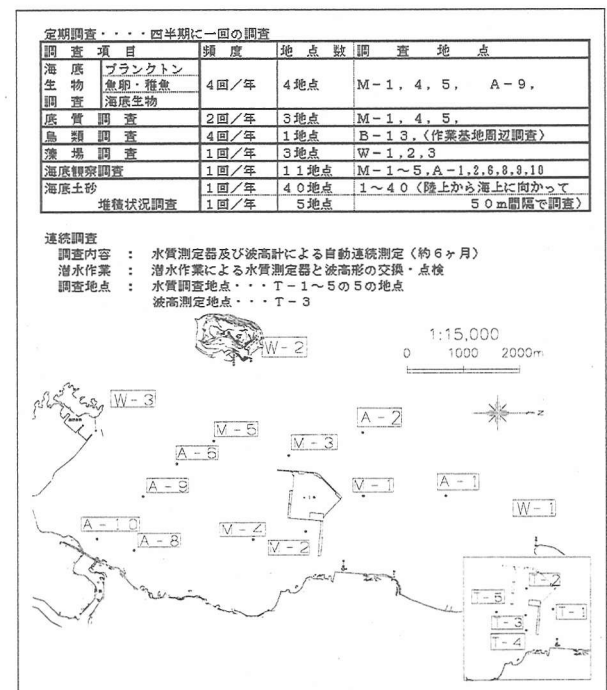 定期調査・・・・四半期に一回の調査
調査項目 頻度 地点数 調査地点
海底生物調査 プランクトン 4回/年 4地点 M-1, 4, 5, A-9,
魚卵・稚魚
海底生物
底質調査 2回/年 3地点 M-1, 4, 5,
鳥類調査 4回/年 1地点 B-13.(作業基地周辺調査)
藻場調査 1回/年 3地点 W-1,2,3
海底観察調査 1回/年 11地点 M-1～5,A-1,2,6,8,9,10
海底土砂 1回/年 40地点 1～40(陸上から海上に向かって
堆積状況調査 1回/年 5地点 50m間隔で調査)
連続調査
調査内容 : 水質測定器及び波高計による自動連続測定(約6ヶ月)
潜水作業 : 潜水作業による水質測定器と波高形の交換・点検
調査地点 : 水質調査地点・・・T-1～5の5の地点
波高測定地点・・・T-3
W-2
1:15,000
0 1000 2000m
W-3
A-2
M-5
M-3
A-6
A-9
M-1
A-1
W-1
A-10
A-8
M-4
M-2
T-2
T-5
T-1
T-3
T-4